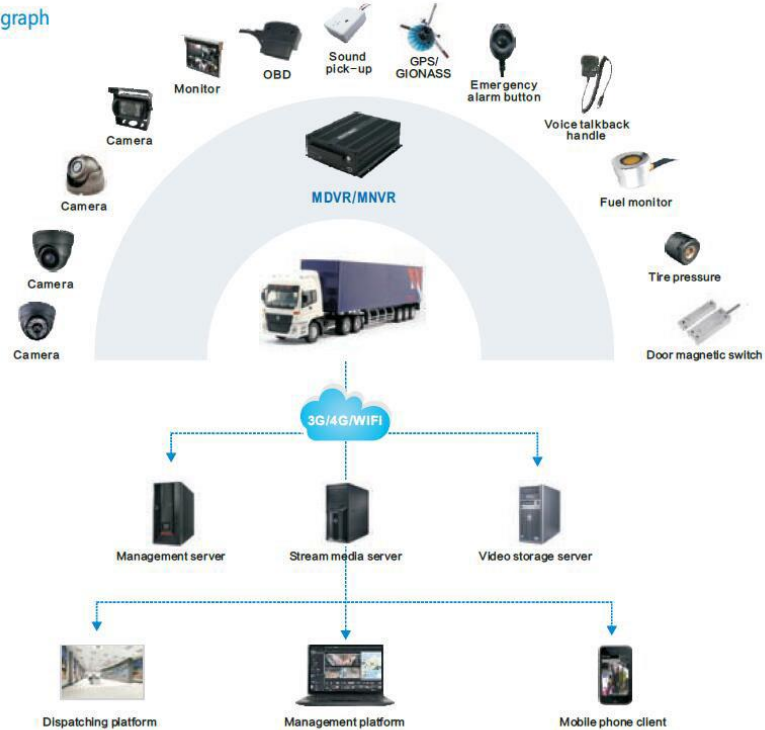 graph
Sound
pick-up
GPS/
GIONASS
OBD
Monitor
Emergency
alarm button
Camera
Voice talkback
handle
MDVR/MNVR
Camera
Fuel monitor
Camera
Tire pressure
Camera
Door magnetic switch
3G/4G/WIFI
Management server
Stream media server
Video storage server
Dispatching platform
Management platform
Mobile phone client